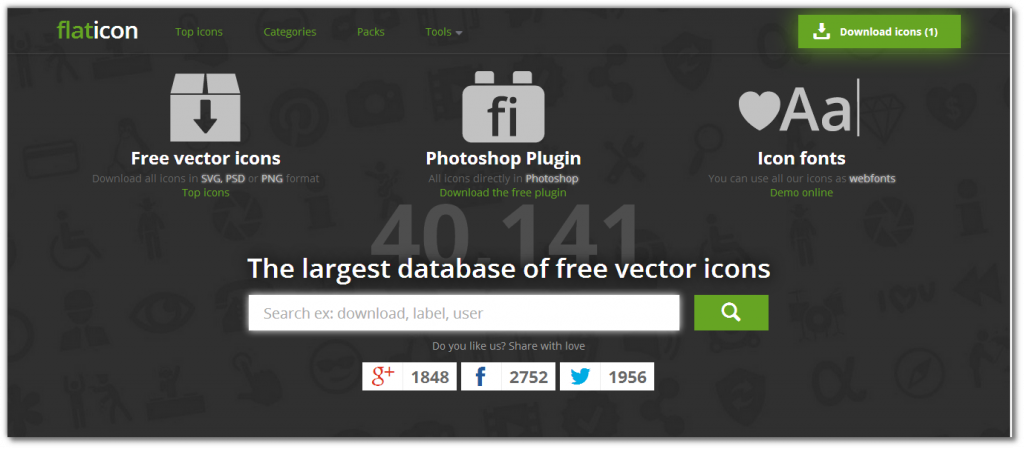 flaticon
Top icons
Categories
Packs
Tools
Download icons (1)
fi
Aa
Free vector icons
Download all icons in SVG, PSD or PNG format
Top icons
Photoshop Plugin
All icons directly in Photoshop
Download the free plugin
Icon fonts
You can use all our icons as webfonts
Demo online
40,141
The largest database of free vector icons
Search ex: download, label, user
Do you like us? Share with love
g+ 1848
f 2752
1956